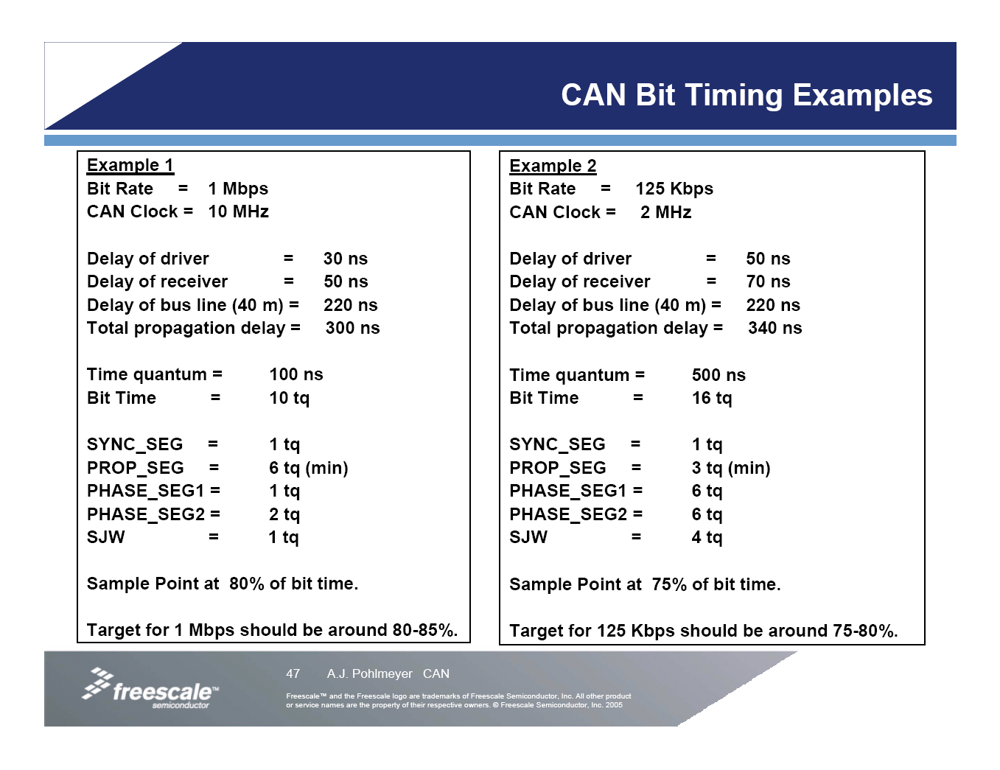 CAN Bit Timing Examples
Example 1
Bit Rate = 1 Mbps
CAN Clock = 10 MHz
Delay of driver = 30 ns
Delay of receiver = 50 ns
Delay of bus line (40 m) = 220 ns
Total propagation delay = 300 ns
Time quantum = 100 ns
Bit Time = 10 tq
SYNC_SEG = 1 tq
PROP_SEG = 6 tq (min)
PHASE_SEG1 = 1 tq
PHASE_SEG2 = 2 tq
SJW = 1 tq
Sample Point at 80% of bit time.
Target for 1 Mbps should be around 80-85%.
Example 2
Bit Rate = 125 Kbps
CAN Clock = 2 MHz
Delay of driver = 50 ns
Delay of receiver = 70 ns
Delay of bus line (40 m) = 220 ns
Total propagation delay = 340 ns
Time quantum = 500 ns
Bit Time = 16 tq
SYNC_SEG = 1 tq
PROP_SEG = 3 tq (min)
PHASE_SEG1 = 6 tq
PHASE_SEG2 = 6 tq
SJW = 4 tq
Sample Point at 75% of bit time.
Target for 125 Kbps should be around 75-80%.
freescale™
semiconductor
47 A.J. Pohlmeyer CAN
Freescale™ and the Freescale logo are trademarks of Freescale Semiconductor, Inc. All other product
or service names are the property of their respective owners. © Freescale Semiconductor, Inc. 2005